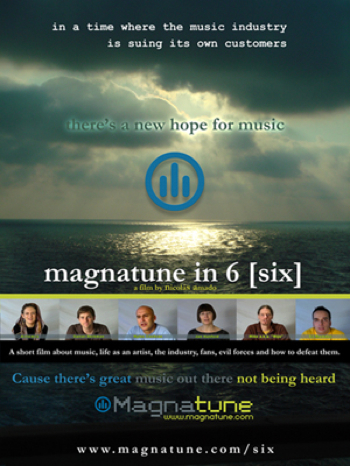 in a time where the music industry
is suing its own customers
there's a new hope for music
magnatune in 6 [six]
a film by nicolas
A short film about music, life as an artist, the industry, fans, evil forces and how to defeat them.
Cause there's great music out there not being heard
Magnatune
www.magnatune.com
www.magnatune.com/six